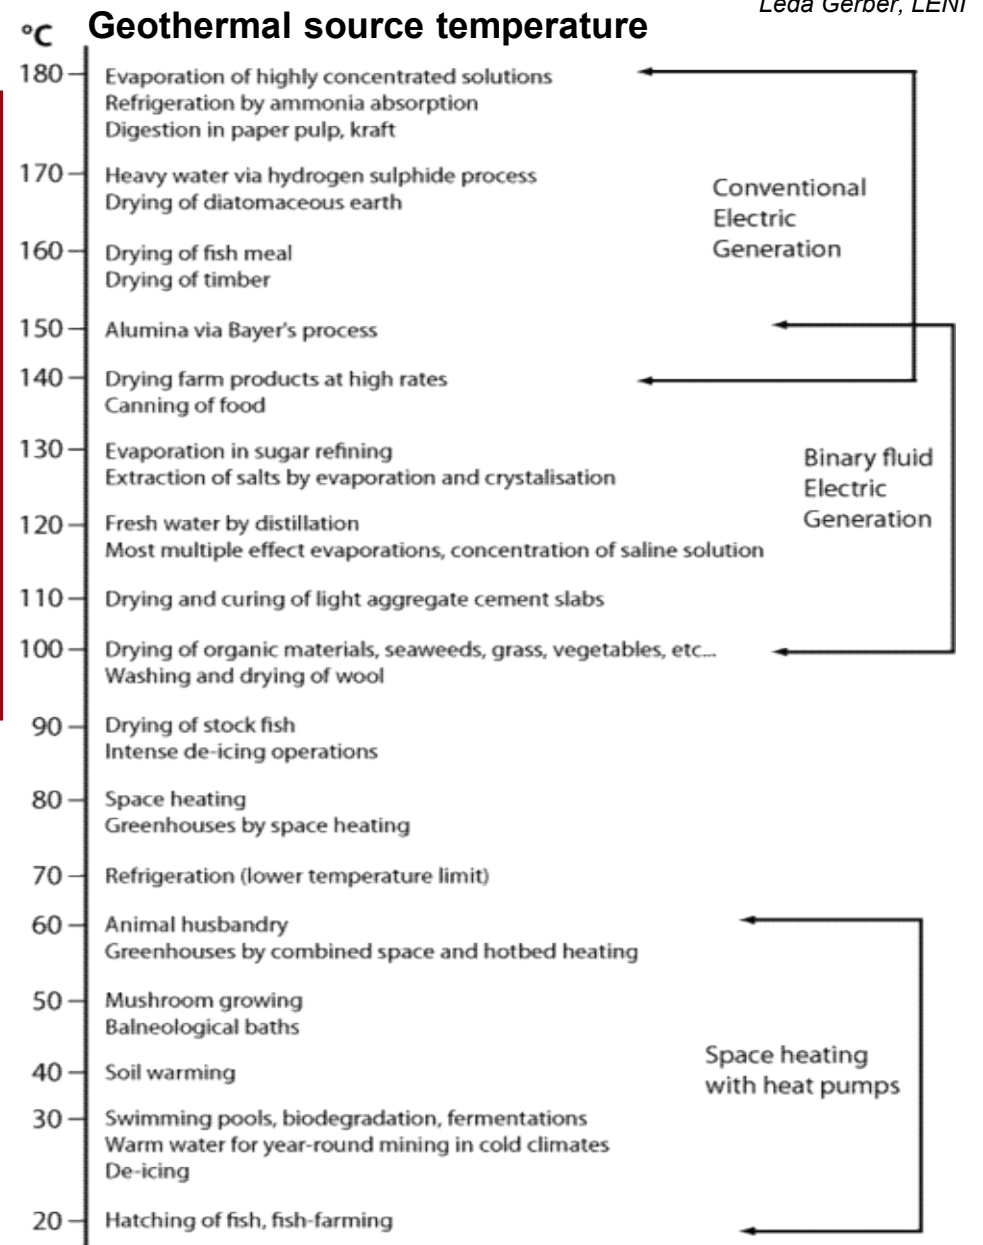 Leda Gerber, LENI
°C Geothermal source temperature
180 Evaporation of highly concentrated solutions
Refrigeration by ammonia absorption
Digestion in paper pulp, kraft
170 Heavy water via hydrogen sulphide process
Drying of diatomaceous earth
Conventional
Electric
Generation
160 Drying of fish meal
Drying of timber
150 Alumina via Bayer's process
140 Drying farm products at high rates
Canning of food
130 Evaporation in sugar refining
Extraction of salts by evaporation and crystalisation
Binary fluid
Electric
Generation
120 Fresh water by distillation
Most multiple effect evaporations, concentration of saline solution
110 Drying and curing of light aggregate cement slabs
100 Drying of organic materials, seaweeds, grass, vegetables, etc...
Washing and drying of wool
90 Drying of stock fish
Intense de-icing operations
80 Space heating
Greenhouses by space heating
70 Refrigeration (lower temperature limit)
60 Animal husbandry
Greenhouses by combined space and hotbed heating
50 Mushroom growing
Balneological baths
Space heating
with heat pumps
40 Soil warming
30 Swimming pools, biodegradation, fermentations
Warm water for year-round mining in cold climates
De-icing
20 Hatching of fish, fish-farming